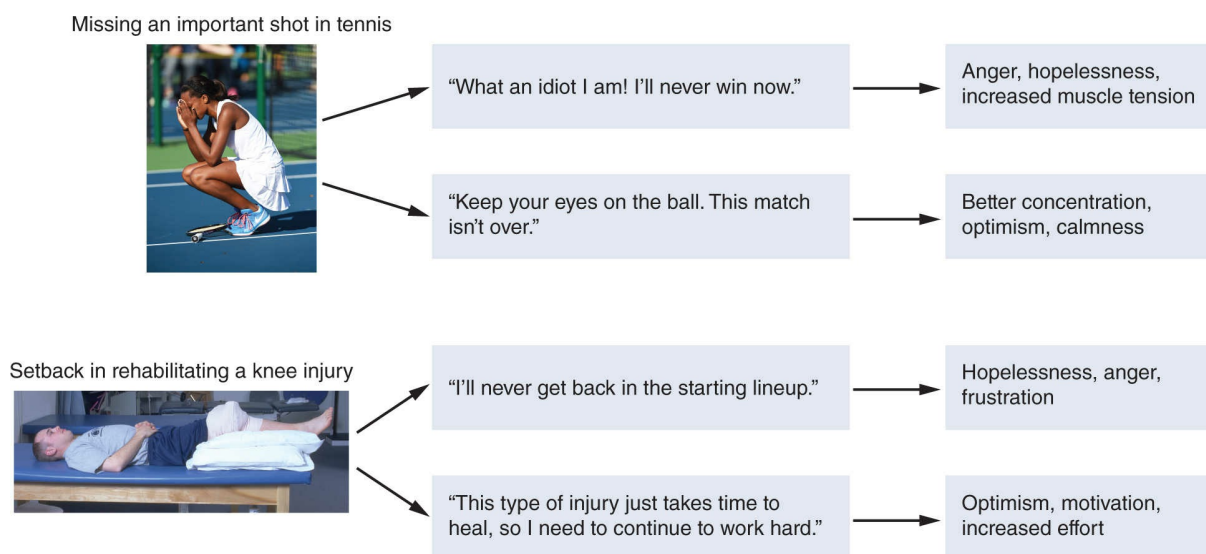 Missing an important shot in tennis
“What an idiot I am! I’ll never win now.”
Anger, hopelessness,
increased muscle tension
“Keep your eyes on the ball. This match
isn’t over.”
Better concentration,
optimism, calmness
Setback in rehabilitating a knee injury
“I’ll never get back in the starting lineup.”
Hopelessness, anger,
frustration
“This type of injury just takes time to
heal, so I need to continue to work hard.”
Optimism, motivation,
increased effort